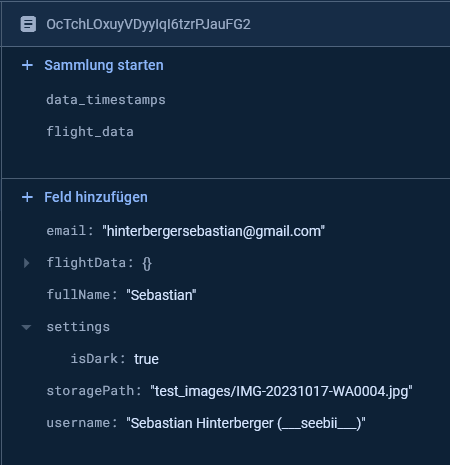 OcTchLOxuyVDyyIqI6tzrPJauFG2
+ Sammlung starten
data_timestamps
flight_data
+ Feld hinzufügen
email: "hinterbergersebastian@gmail.com"
flightData: {}
fullName: "Sebastian"
settings
isDark: true
storagePath: "test_images/IMG-20231017-WA0004.jpg"
username: "Sebastian Hinterberger (___seebii___)"